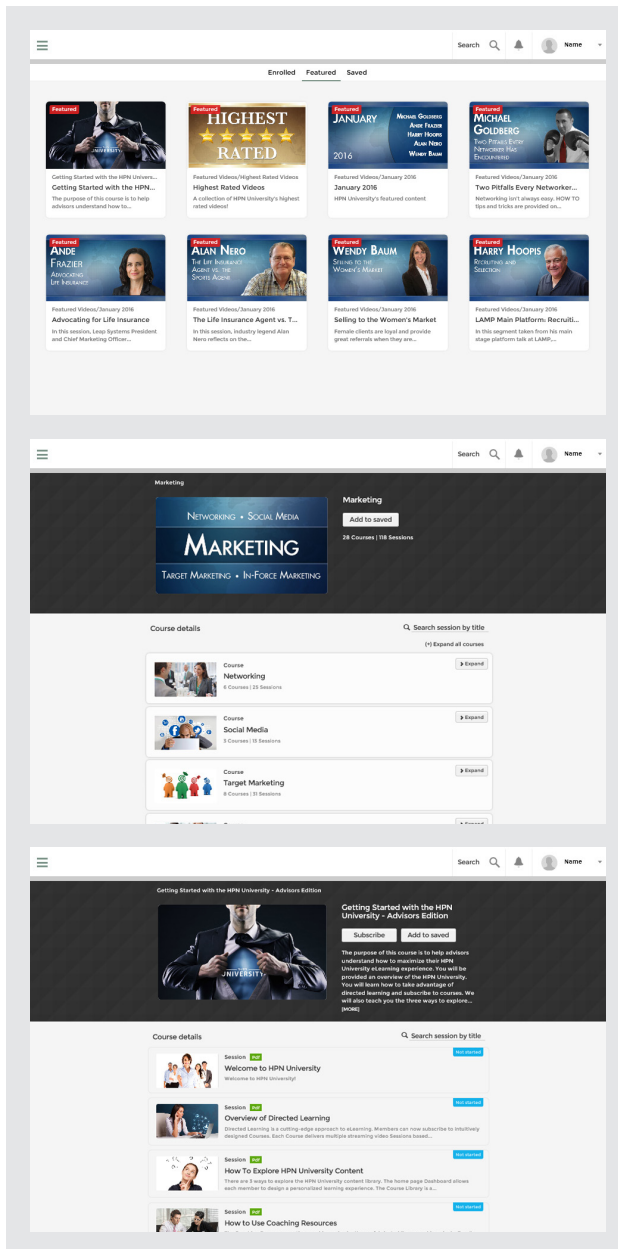 Search
Name
Enrolled Featured Saved
Featured
UNIVERSITY
Getting Started with the HPN Univers...
Getting Started with the HPN...
The purpose of this course is to help
advisors understand how to...
Featured
HIGHEST
RATED
Featured Videos/Highest Rated Videos
Highest Rated Videos
A collection of HPN University's highest
rated videos!
Featured
JANUARY
2016
MICHAEL GOLDBERG
ANDE FRAZIER
HARRY HOOPIS
ALAN NERO
WENDY BAUM
Featured Videos/January 2016
January 2016
HPN University's featured content
Featured
MICHAEL
GOLDBERG
TWO PITFALLS EVERY
NETWORKER HAS
ENCOUNTERED
Featured Videos/January 2016
Two Pitfalls Every Networker...
Networking isn't always easy. HOW TO
tips and tricks are provided on...
Featured
ANDE
FRAZIER
ADVOCATING
LIFE INSURANCE
Featured Videos/January 2016
Advocating for Life Insurance
In this session, Leap Systems President
and Chief Marketing Officer...
Featured
ALAN NERO
THE LIFE INSURANCE
AGENT VS. THE
SPORTS AGENT
Featured Videos/January 2016
The Life Insurance Agent vs. T...
In this session, industry legend Alan
Nero reflects on the...
Featured
WENDY BAUM
SELLING TO THE
WOMEN'S MARKET
Featured Videos/January 2016
Selling to the Women's Market
Female clients are loyal and provide
great referrals when they are...
Featured
HARRY HOOPIS
RECRUITING AND
SELECTION
Featured Videos/January 2016
LAMP Main Platform: Recruiti...
In this segment taken from his main
stage platform talk at LAMP,...
Search
Name
Marketing
NETWORKING • SOCIAL MEDIA
MARKETING
TARGET MARKETING • IN-FORCE MARKETING
Marketing
Add to saved
28 Courses | 118 Sessions
Course details
Search session by title
(+) Expand all courses
Course
Expand
Networking
6 Courses | 25 Sessions
Course
Expand
Social Media
5 Courses | 15 Sessions
Course
Expand
Target Marketing
8 Courses | 31 Sessions
Search
Name
Getting Started with the HPN University - Advisors Edition
UNIVERSITY
Getting Started with the HPN
University - Advisors Edition
Subscribe Add to saved
The purpose of this course is to help advisors
understand how to maximize their HPN
University eLearning experience. You will be
provided an overview of the HPN University.
You will learn how to take advantage of
directed learning and subscribe to courses. We
will also teach you the three ways to explore...
[MORE]
Course details
Search session by title
Session Pdf
Not started
Welcome to HPN University
Welcome to HPN University!
Session Pdf
Not started
Overview of Directed Learning
Directed Learning is a cutting-edge approach to eLearning. Members can now subscribe to intuitively
designed Courses. Each Course delivers multiple streaming video Sessions based...
Session Pdf
Not started
How To Explore HPN University Content
There are 3 ways to explore the HPN University content library. The home page Dashboard allows
each member to design a personalized learning experience. The Course Library is a...
Session Pdf
Not started
How to Use Coaching Resources